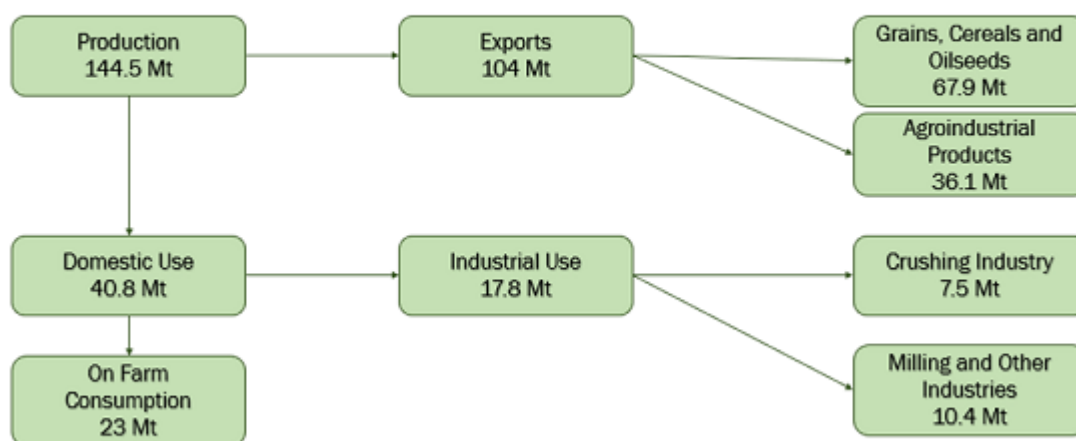 Production
144.5 Mt
Exports
104 Mt
Grains, Cereals and
Oilseeds
67.9 Mt
Agroindustrial
Products
36.1 Mt
Domestic Use
40.8 Mt
Industrial Use
17.8 Mt
Crushing Industry
7.5 Mt
On Farm
Consumption
23 Mt
Milling and Other
Industries
10.4 Mt